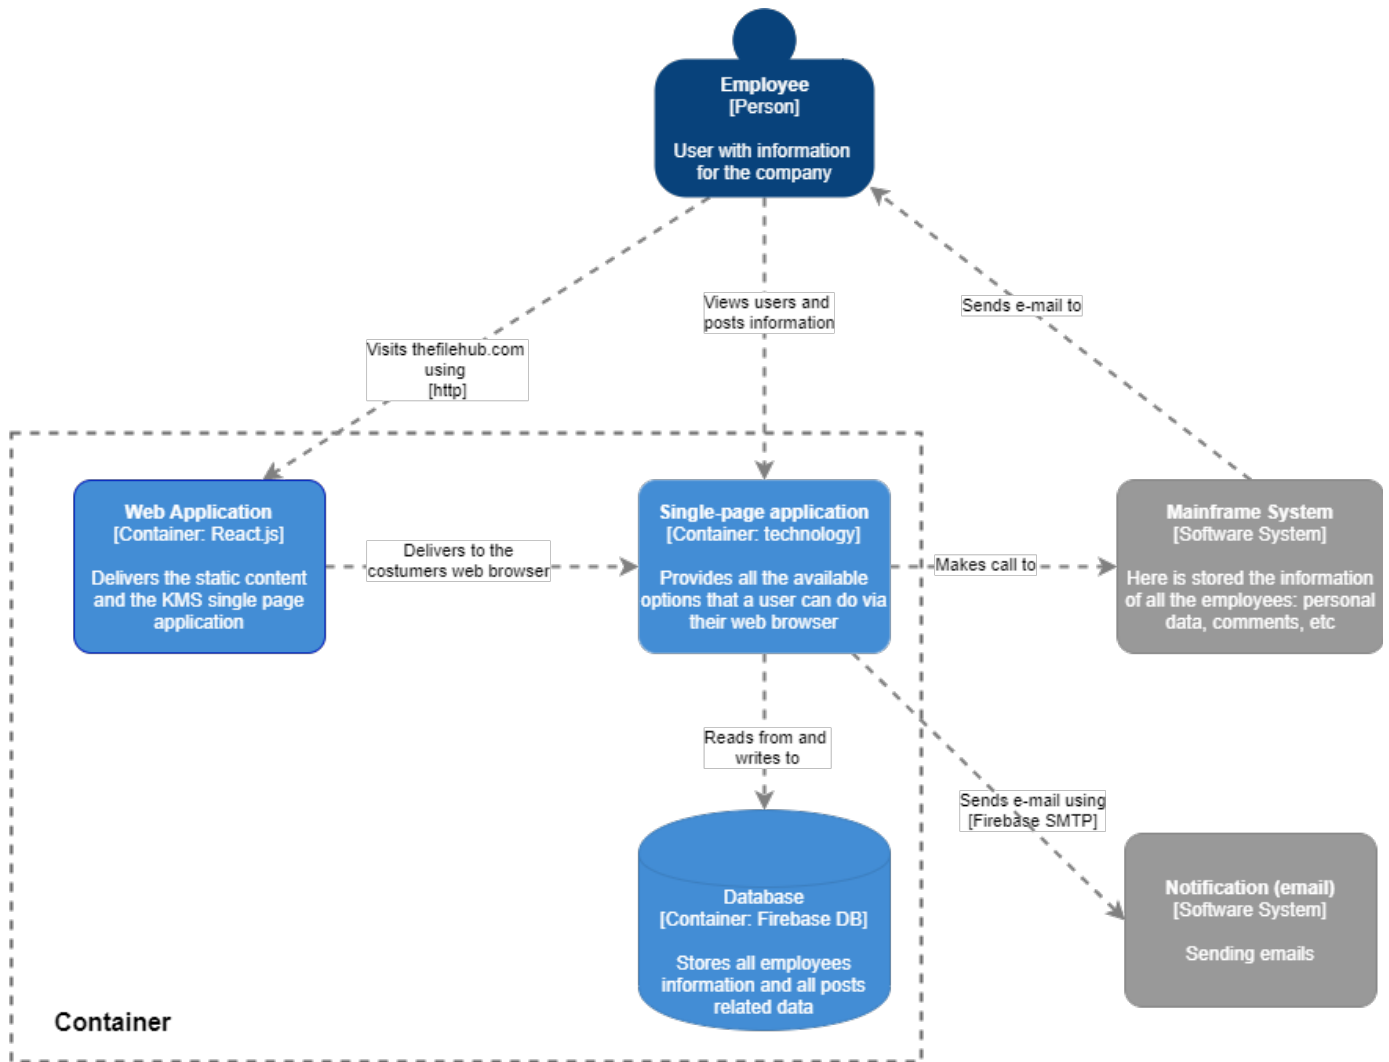 Employee
[Person]
User with information
for the company
Views users and
posts information
Sends e-mail to
Visits thefilehub.com
using
[http]
Web Application
[Container: React.js]
Delivers the static content
and the KMS single page
application
Delivers to the
costumers web browser
Single-page application
[Container: technology]
Provides all the available
options that a user can do via
their web browser
Makes call to
Mainframe System
[Software System]
Here is stored the information
of all the employees: personal
data, comments, etc
Reads from and
writes to
Sends e-mail using
[Firebase SMTP]
Database
[Container: Firebase DB]
Stores all employees
information and all posts
related data
Notification (email)
[Software System]
Sending emails
Container